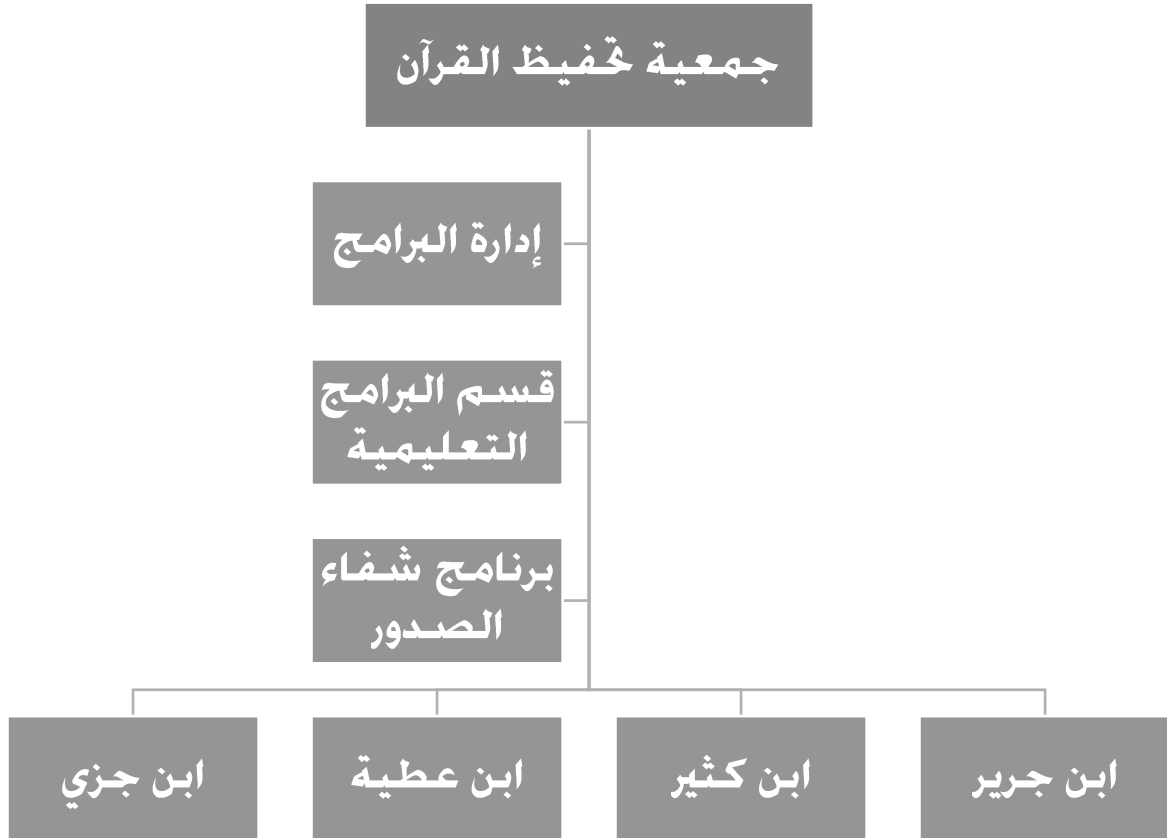 جمعية تحفيظ القرآن
إدارة البرامج
قسم البرامج
التعليمية
برنامج شفاء
الصدور
ابن جرير
ابن كثير
ابن عطية
ابن جزي